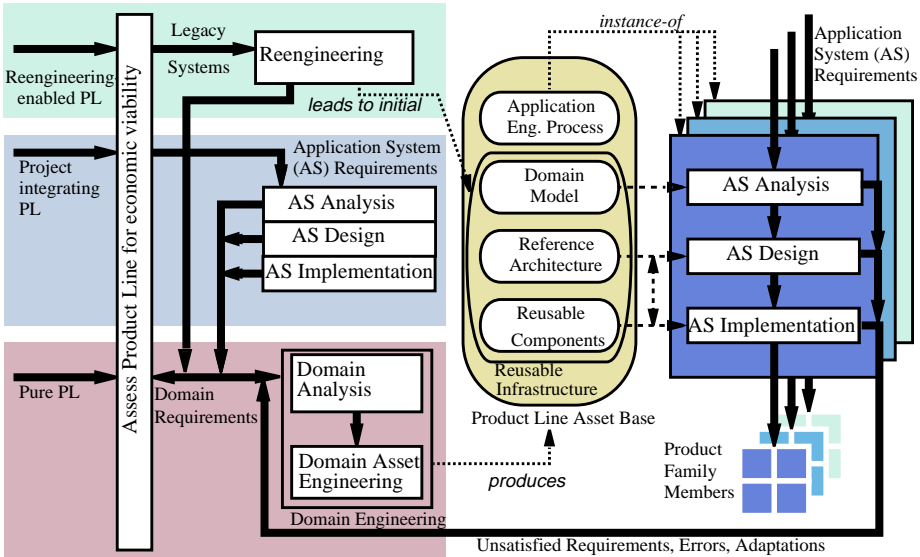 Assess Product Line for economic viability
Reengineering-
enabled PL
Legacy
Systems
Reengineering
leads to initial
Project
integrating
PL
Application System
(AS) Requirements
AS Analysis
AS Design
AS Implementation
Pure PL
Domain
Requirements
Domain
Analysis
Domain Asset
Engineering
Domain Engineering
produces
instance-of
Application
Eng. Process
Domain
Model
Reference
Architecture
Reusable
Components
Reusable
Infrastructure
Product Line Asset Base
Application
System (AS)
Requirements
AS Analysis
AS Design
AS Implementation
Product
Family
Members
Unsatisfied Requirements, Errors, Adaptations